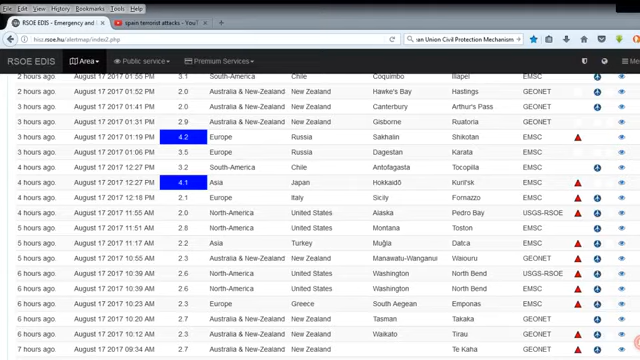 File Edit View History Bookmarks Tools Help
RSOE EDIS - Emergency and × spain terrorist attacks - YouT ×
hisz.rsoe.hu/alertmap/index2.php an Union Civil Protection Mechanism
RSOE EDIS Area Public service Premium Services Me
2 hours ago. August 17 2017 01:55 PM 3.1 South-America Chile Coquimbo Illapel EMSC
2 hours ago. August 17 2017 01:52 PM 2.0 Australia & New-Zealand New Zealand Hawke's Bay Hastings GEONET
3 hours ago. August 17 2017 01:41 PM 2.0 Australia & New-Zealand New Zealand Canterbury Arthur's Pass GEONET
3 hours ago. August 17 2017 01:31 PM 2.9 Australia & New-Zealand New Zealand Gisborne Ruatoria GEONET
3 hours ago. August 17 2017 01:19 PM 4.2 Europe Russia Sakhalin Shikotan EMSC
3 hours ago. August 17 2017 01:06 PM 3.5 Europe Russia Dagestan Karata EMSC
4 hours ago. August 17 2017 12:27 PM 3.2 South-America Chile Antofagasta Tocopilla EMSC
4 hours ago. August 17 2017 12:27 PM 4.1 Asia Japan Hokkaidō Kuril'sk EMSC
4 hours ago. August 17 2017 12:18 PM 2.1 Europe Italy Sicily Fornazzo EMSC
4 hours ago. August 17 2017 11:55 AM 2.0 North-America United States Alaska Pedro Bay USGS-RSOE
5 hours ago. August 17 2017 11:51 AM 2.8 North-America United States Montana Toston EMSC
5 hours ago. August 17 2017 11:17 AM 2.2 Asia Turkey Muğla Datca EMSC
5 hours ago. August 17 2017 10:55 AM 2.3 Australia & New-Zealand New Zealand Manawatu-Wanganui Waiouru GEONET
6 hours ago. August 17 2017 10:26 AM 2.6 North-America United States Washington North Bend USGS-RSOE
6 hours ago. August 17 2017 10:26 AM 2.6 North-America United States Washington North Bend EMSC
6 hours ago. August 17 2017 10:23 AM 2.3 Europe Greece South Aegean Emponas EMSC
6 hours ago. August 17 2017 10:20 AM 2.7 Australia & New-Zealand New Zealand Tasman Takaka GEONET
6 hours ago. August 17 2017 10:12 AM 2.3 Australia & New-Zealand New Zealand Waikato Tirau GEONET
7 hours ago. August 17 2017 09:34 AM 2.7 Australia & New-Zealand New Zealand Te Kaha GEONET